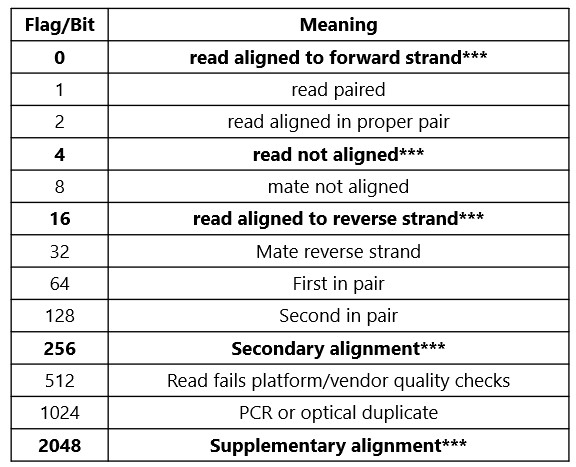 Flag/Bit Meaning
0 read aligned to forward strand***
1 read paired
2 read aligned in proper pair
4 read not aligned***
8 mate not aligned
16 read aligned to reverse strand***
32 Mate reverse strand
64 First in pair
128 Second in pair
256 Secondary alignment***
512 Read fails platform/vendor quality checks
1024 PCR or optical duplicate
2048 Supplementary alignment***